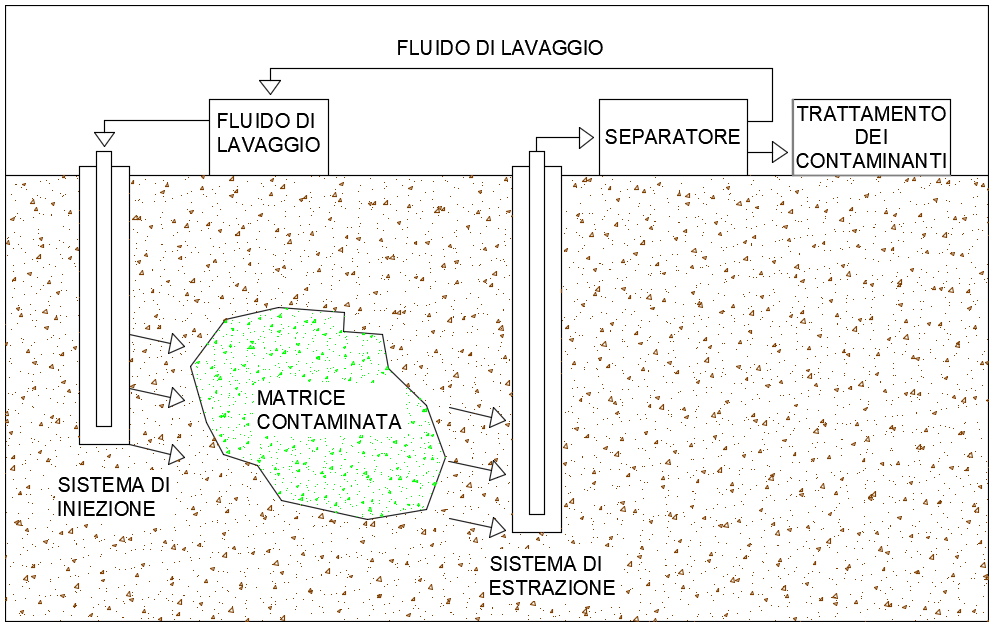 FLUIDO DI LAVAGGIO
FLUIDO DI
LAVAGGIO
SEPARATORE
TRATTAMENTO
DEI
CONTAMINANTI
MATRICE
CONTAMINATA
SISTEMA DI
INIEZIONE
SISTEMA DI
ESTRAZIONE